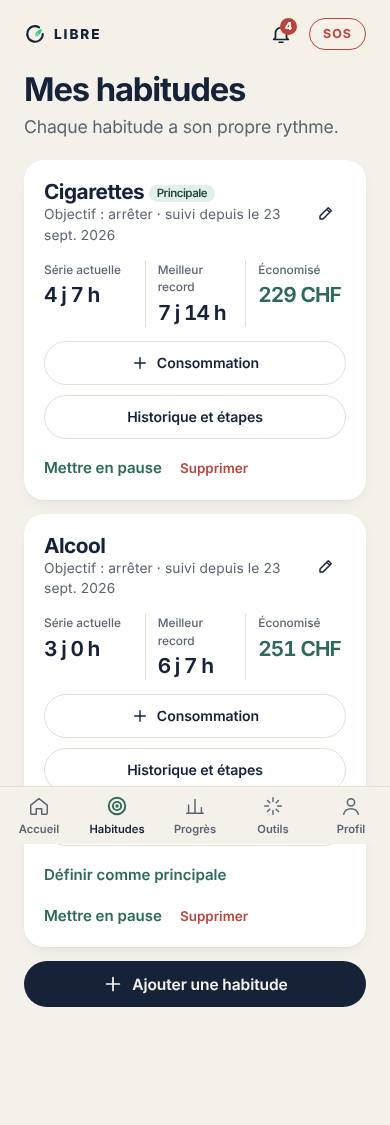 LIBRE
4
SOS
Mes habitudes
Chaque habitude a son propre rythme.
Cigarettes Principale
Objectif : arrêter · suivi depuis le 23
sept. 2026
Série actuelle
4 j 7 h
Meilleur
record
7 j 14 h
Économisé
229 CHF
+ Consommation
Historique et étapes
Mettre en pause Supprimer
Alcool
Objectif : arrêter · suivi depuis le 23
sept. 2026
Série actuelle
3 j 0 h
Meilleur
record
6 j 7 h
Économisé
251 CHF
+ Consommation
Historique et étapes
Accueil Habitudes Progrès Outils Profil
Définir comme principale
Mettre en pause Supprimer
+ Ajouter une habitude